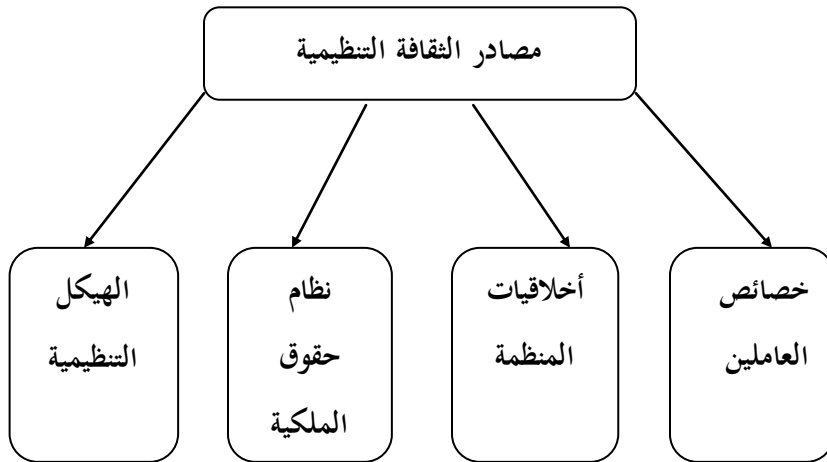 مصادر الثقافة التنظيمية
خصائص
العاملين
أخلاقيات
المنظمة
نظام
حقوق
الملكية
الهيكل
التنظيمية